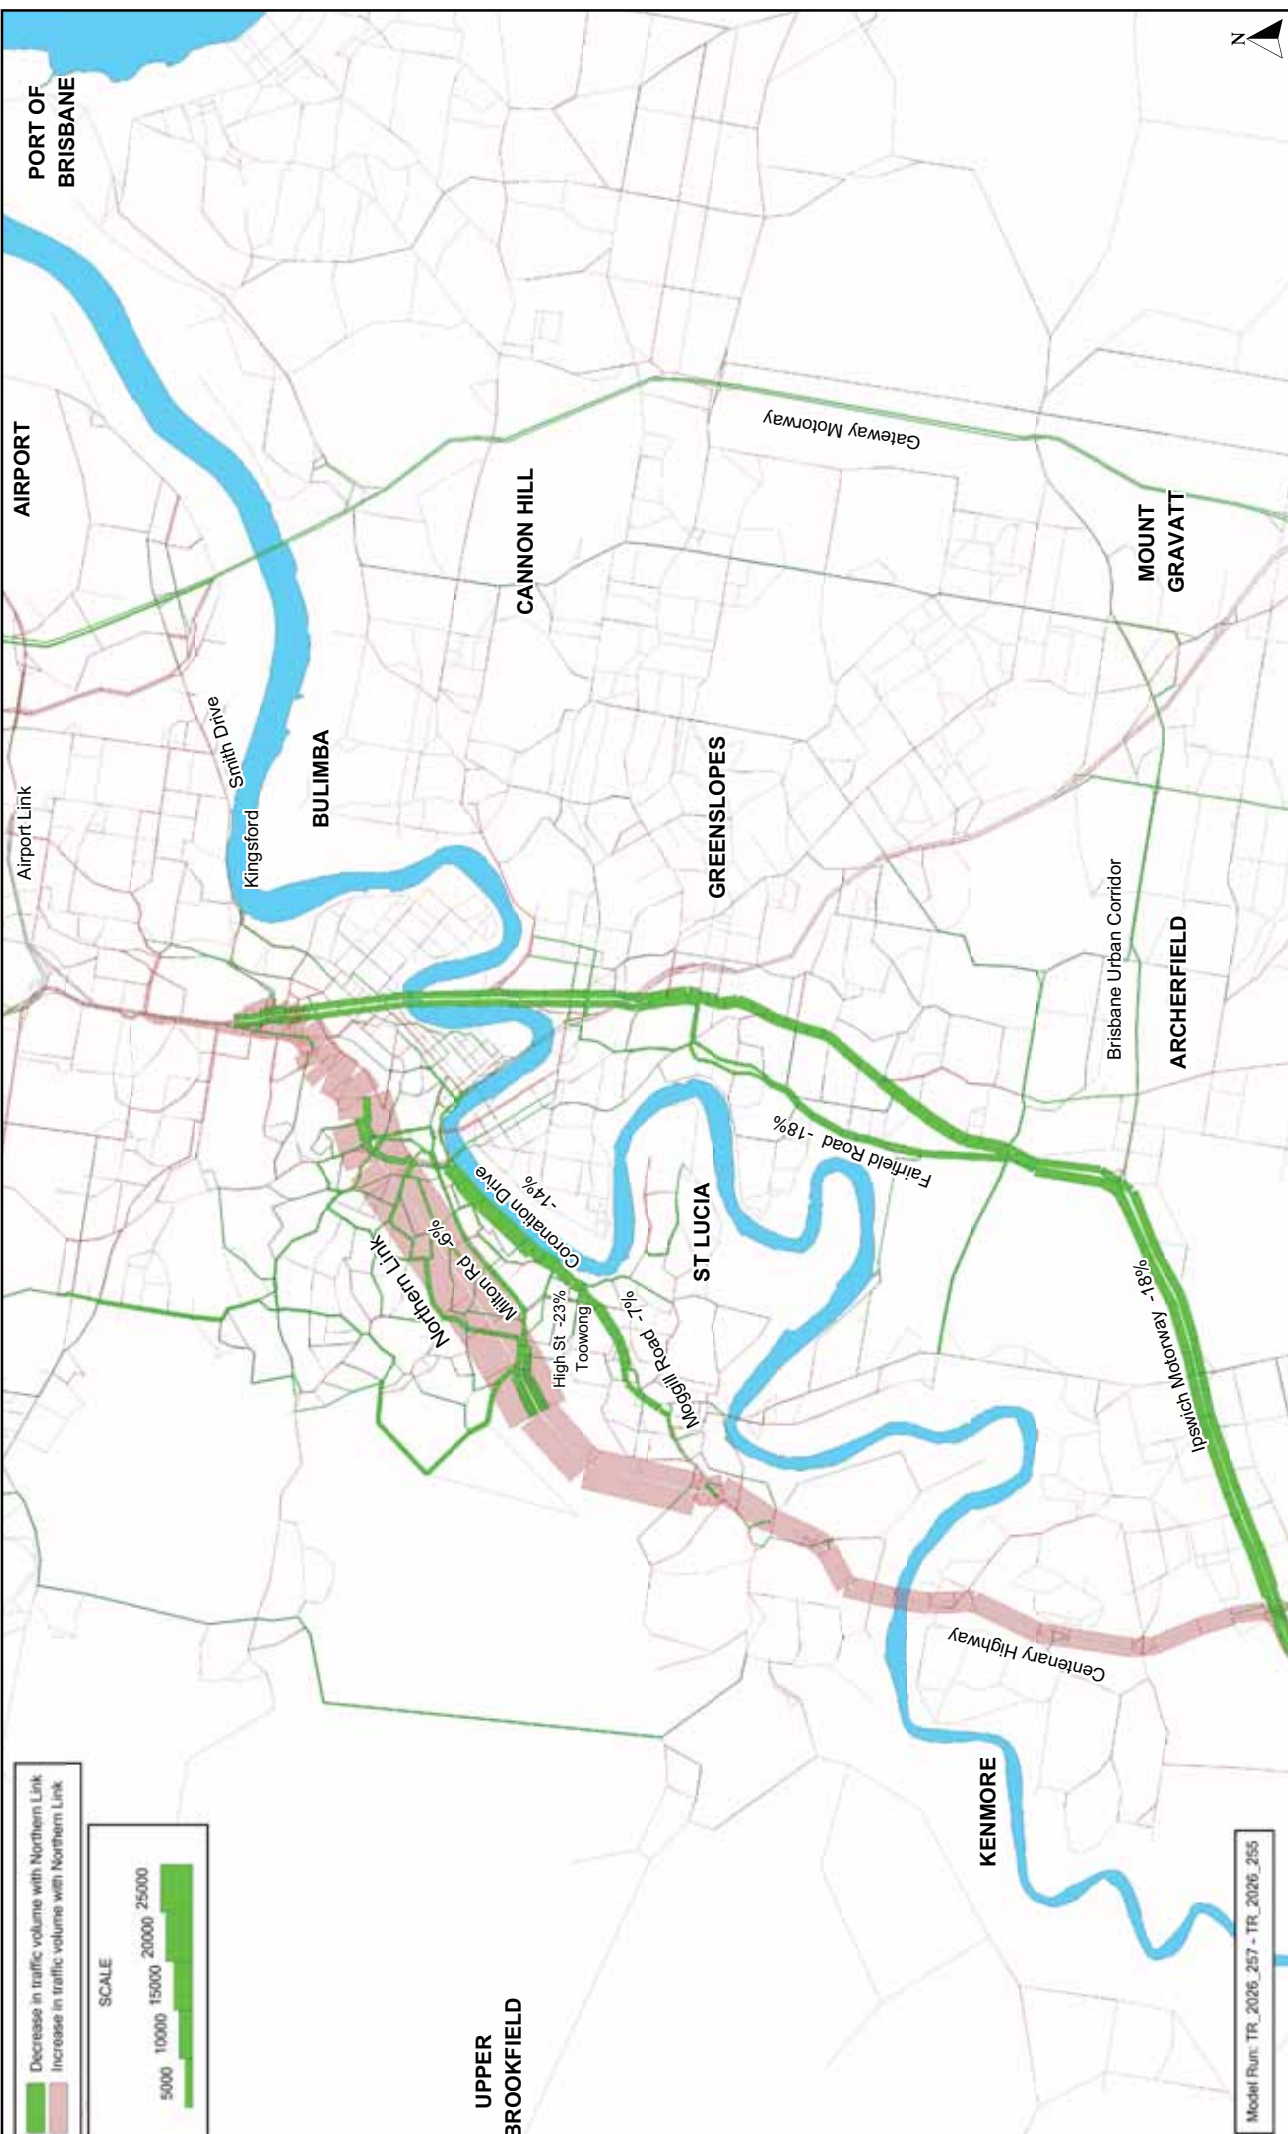 Decrease in traffic volume with Northern Link
Increase in traffic volume with Northern Link
SCALE
5000 10000 15000 20000 25000
UPPER
BROOKFIELD
Model Run: TR_2026_257 - TR_2026_255
KENMORE
Centenary Highway
Ipswich Motorway -18%
Moggill Road -7%
High St -23%
Toowong
Northern Link
Milton Rd -6%
Coronation Drive
-14%
ST LUCIA
Fairfield Road -18%
ARCHERFIELD
Brisbane Urban Corridor
GREENSLOPES
Airport Link
Kingsford
Smith Drive
BULIMBA
CANNON HILL
MOUNT
GRAVATT
Gateway Motorway
AIRPORT
PORT OF
BRISBANE
N